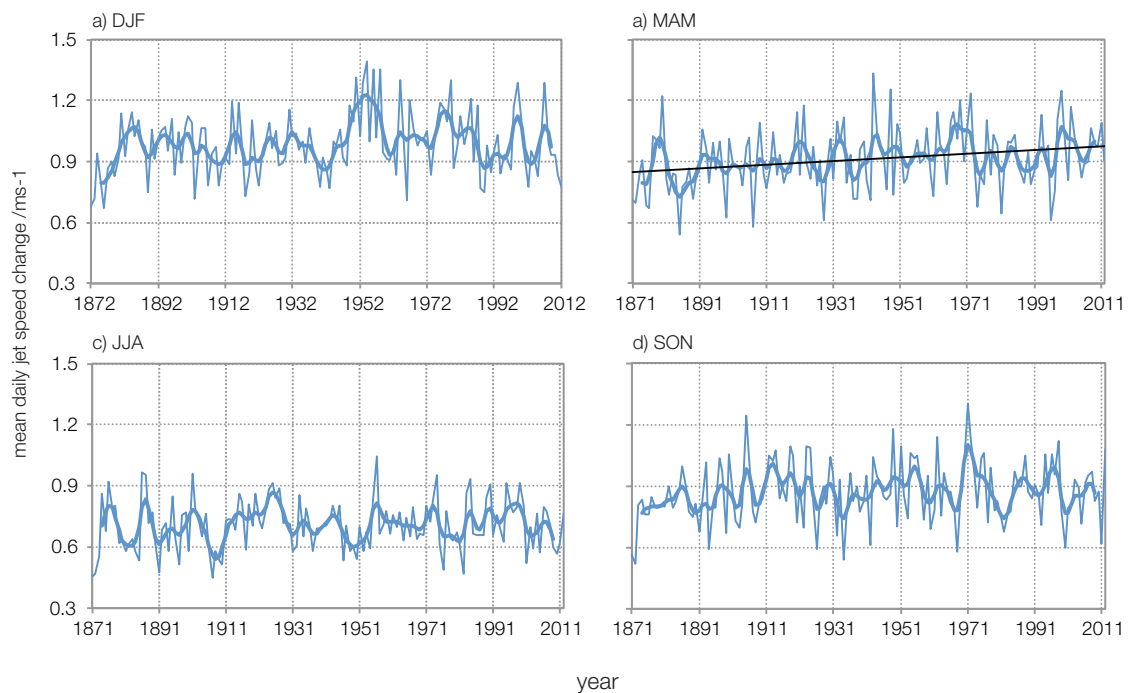 a) DJF
a) MAM
1.5
1.2
0.9
0.6
0.3
1872 1892 1912 1932 1952 1972 1992 2012
1871 1891 1911 1931 1951 1971 1991 2011
mean daily jet speed change /ms-1
c) JJA
d) SON
1.5
1.2
0.9
0.6
0.3
1871 1891 1911 1931 1951 1971 1991 2011
1871 1891 1911 1931 1951 1971 1991 2011
year